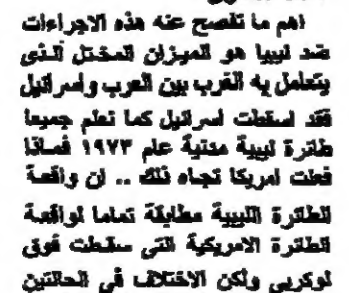 اهم ما تفصح عنه هذه الاجراءات
ضد ليبيا هو الميزان المختل الذى
يتعامل به الغرب بين العرب واسرائيل
فقد اسقطت اسرائيل كما نعلم جميعا
طائرة ليبية مدنية عام ١٩٧٣ فماذا
فعلت امريكا تجاه ذلك .. ان واقعة
الطائرة الليبية مطابقة تماما لواقعة
الطائرة الامريكية التى سقطت فوق
لوكربى ولكن الاختلاف فى الحالتين